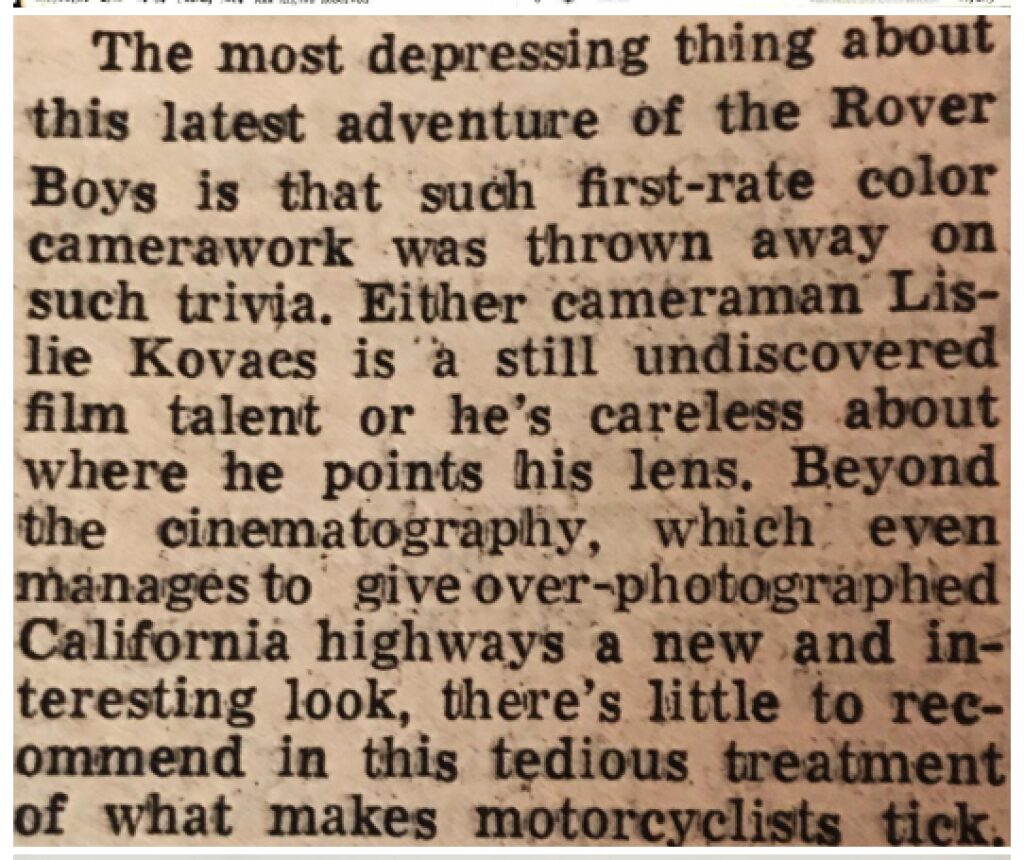 The most depressing thing about
this latest adventure of the Rover
Boys is that such first-rate color
camerawork was thrown away on
such trivia. Either cameraman Lis-
lie Kovacs is a still undiscovered
film talent or he's careless about
where he points his lens. Beyond
the cinematography, which even
manages to give over-photographed
California highways a new and in-
teresting look, there's little to rec-
ommend in this tedious treatment
of what makes motorcyclists tick.